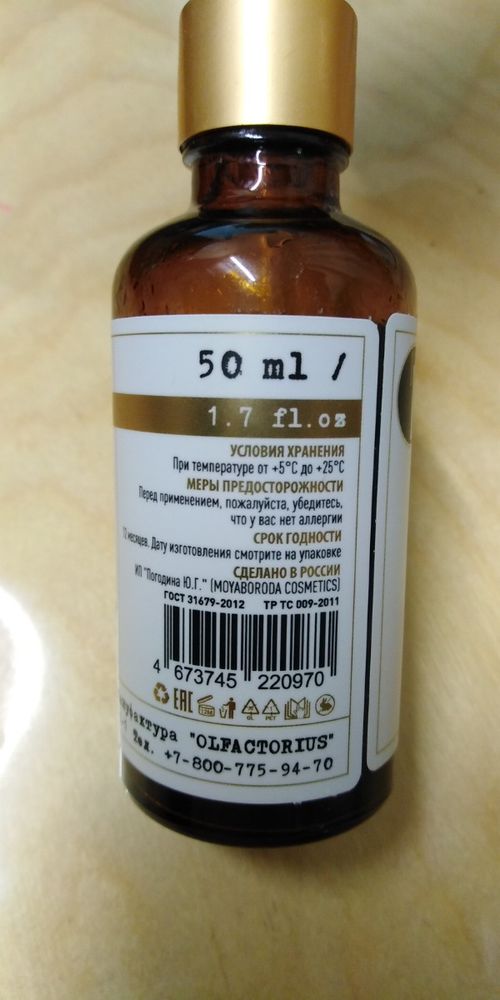 50 ml /
1.7 fl.oz
УСЛОВИЯ ХРАНЕНИЯ
При температуре от +5°C до +25°C
МЕРЫ ПРЕДОСТОРОЖНОСТИ
Перед применением, пожалуйста, убедитесь,
что у вас нет аллергии
СРОК ГОДНОСТИ
месяцев. Дату изготовления смотрите на упаковке
СДЕЛАНО В РОССИИ
ИП "Погодина Ю.Г." (MOYABORODA COSMETICS)
ГОСТ 31679-2012 ТР ТС 009-2011
4 673745 220970
EAC
"OLFACTORIUS"
Тел. +7-800-775-94-70